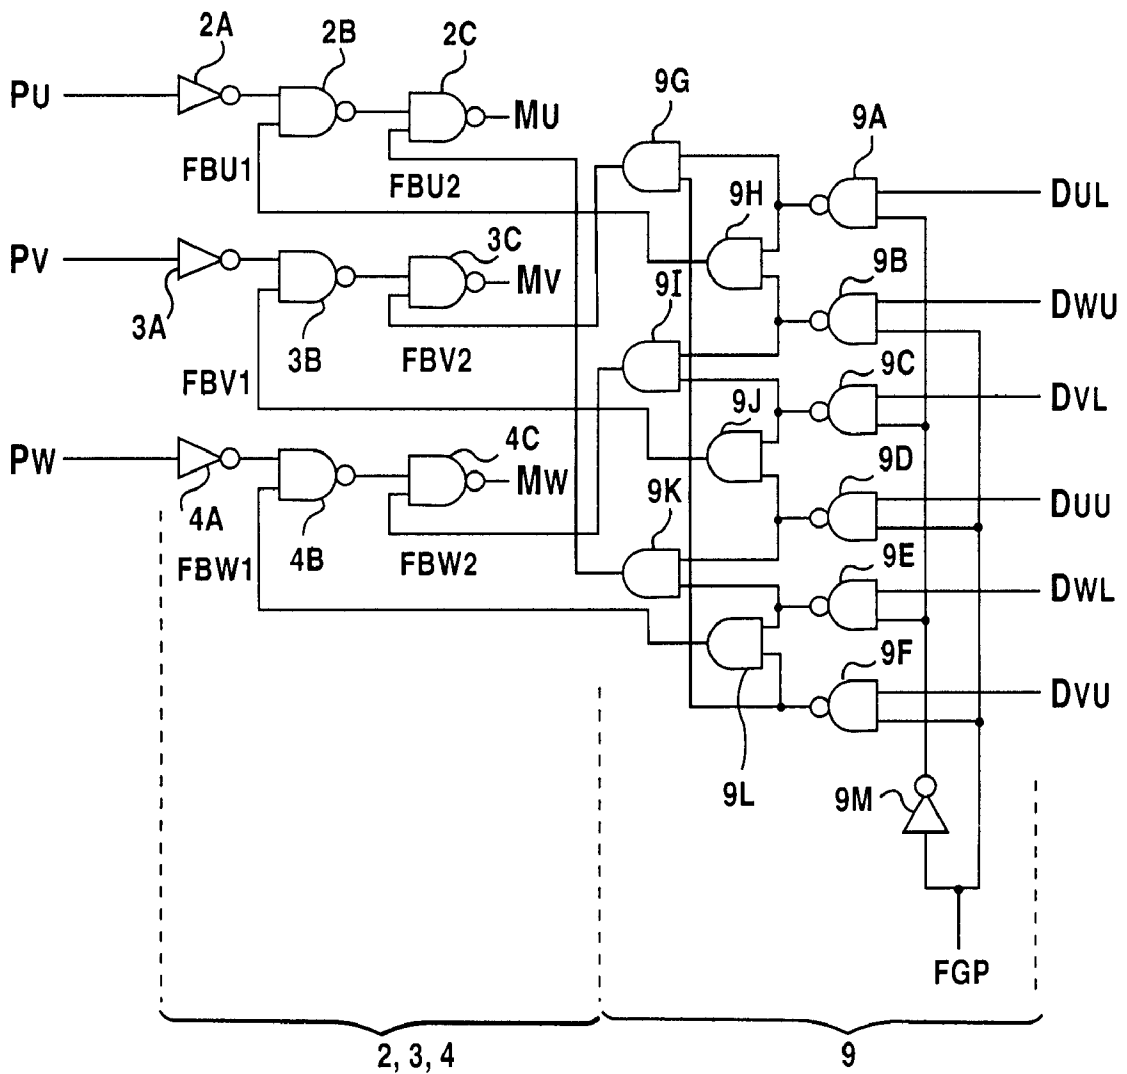 2A
2B
2C
PU
MU
9G
9A
FBU1
FBU2
9H
DUL
3C
PV
MV
9I
9B
DWU
3A
3B
FBV2
9C
FBV1
9J
DVL
4C
PW
MW
9K
9D
DUU
4A
4B
FBW1
FBW2
9E
DWL
9F
DVU
9L
9M
FGP
2, 3, 4
9